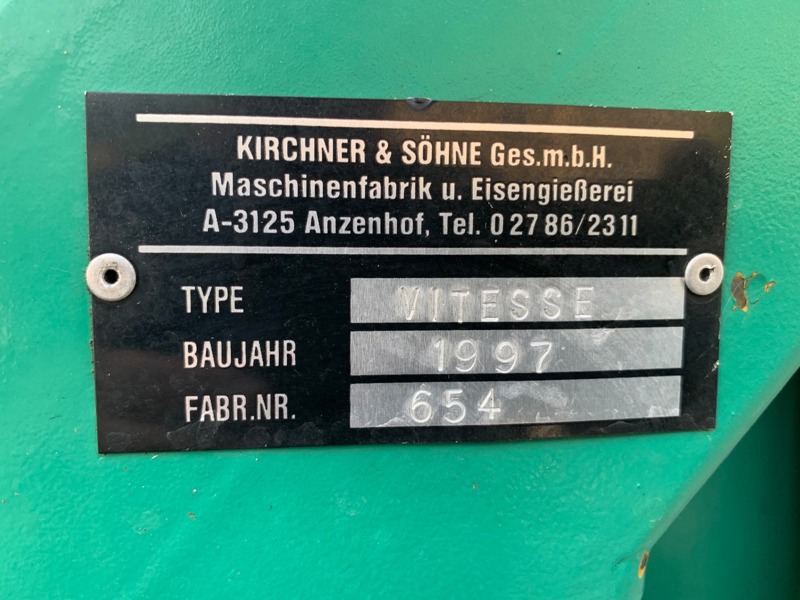 KIRCHNER & SÖHNE Ges.m.b.H.
Maschinenfabrik u. Eisengießerei
A-3125 Anzenhof, Tel. 0 27 86/23 11
TYPE VITESSE
BAUJAHR 1997
FABR.NR. 654